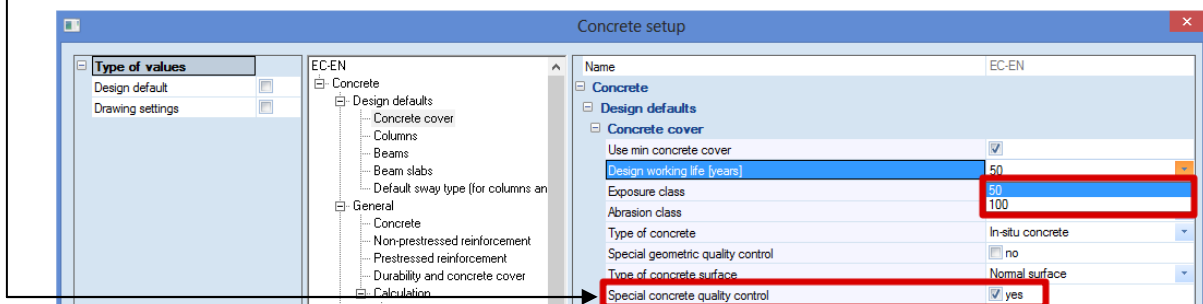 Concrete setup
Type of values
Design default
Drawing settings
EC-EN
Concrete
Design defaults
Concrete cover
Columns
Beams
Beam slabs
Default sway type (for columns an
General
Concrete
Non-prestressed reinforcement
Prestressed reinforcement
Durability and concrete cover
Calculation
Name EC-EN
Concrete
Design defaults
Concrete cover
Use min concrete cover
Design working life [years] 50
Exposure class 50
Abrasion class 100
Type of concrete In-situ concrete
Special geometric quality control no
Type of concrete surface Normal surface
Special concrete quality control yes